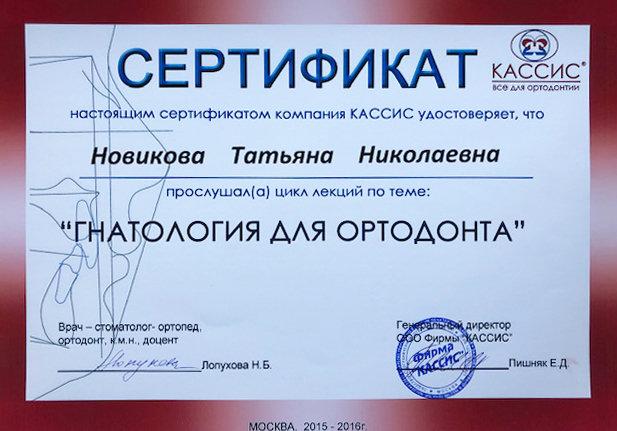 СЕРТИФИКАТ
КАССИС®
все для ортодонтии
настоящим сертификатом компания КАССИС удостоверяет, что
Новикова Татьяна Николаевна
прослушал(а) цикл лекций по теме:
“ГНАТОЛОГИЯ ДЛЯ ОРТОДОНТА”
Врач – стоматолог- ортопед,
ортодонт, к.м.н., доцент
Лопухова Н.Б.
Генеральный директор
ООО Фирмы “КАССИС”
фирма
“КАССИС”
Пишняк Е.Д.
МОСКВА, 2015 - 2016г.